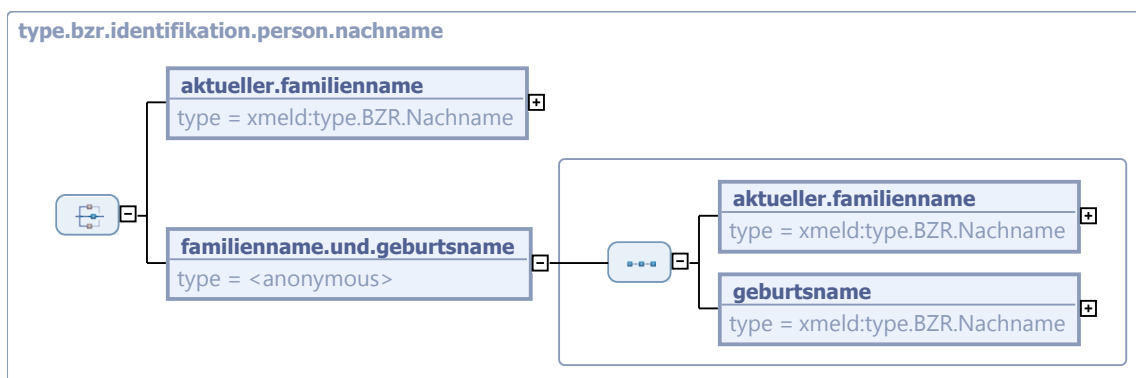 type.bzr.identifikation.person.nachname
aktueller.familienname
type = xmeld:type.BZR.Nachname
familienname.und.geburtsname
type = <anonymous>
aktueller.familienname
type = xmeld:type.BZR.Nachname
geburtsname
type = xmeld:type.BZR.Nachname